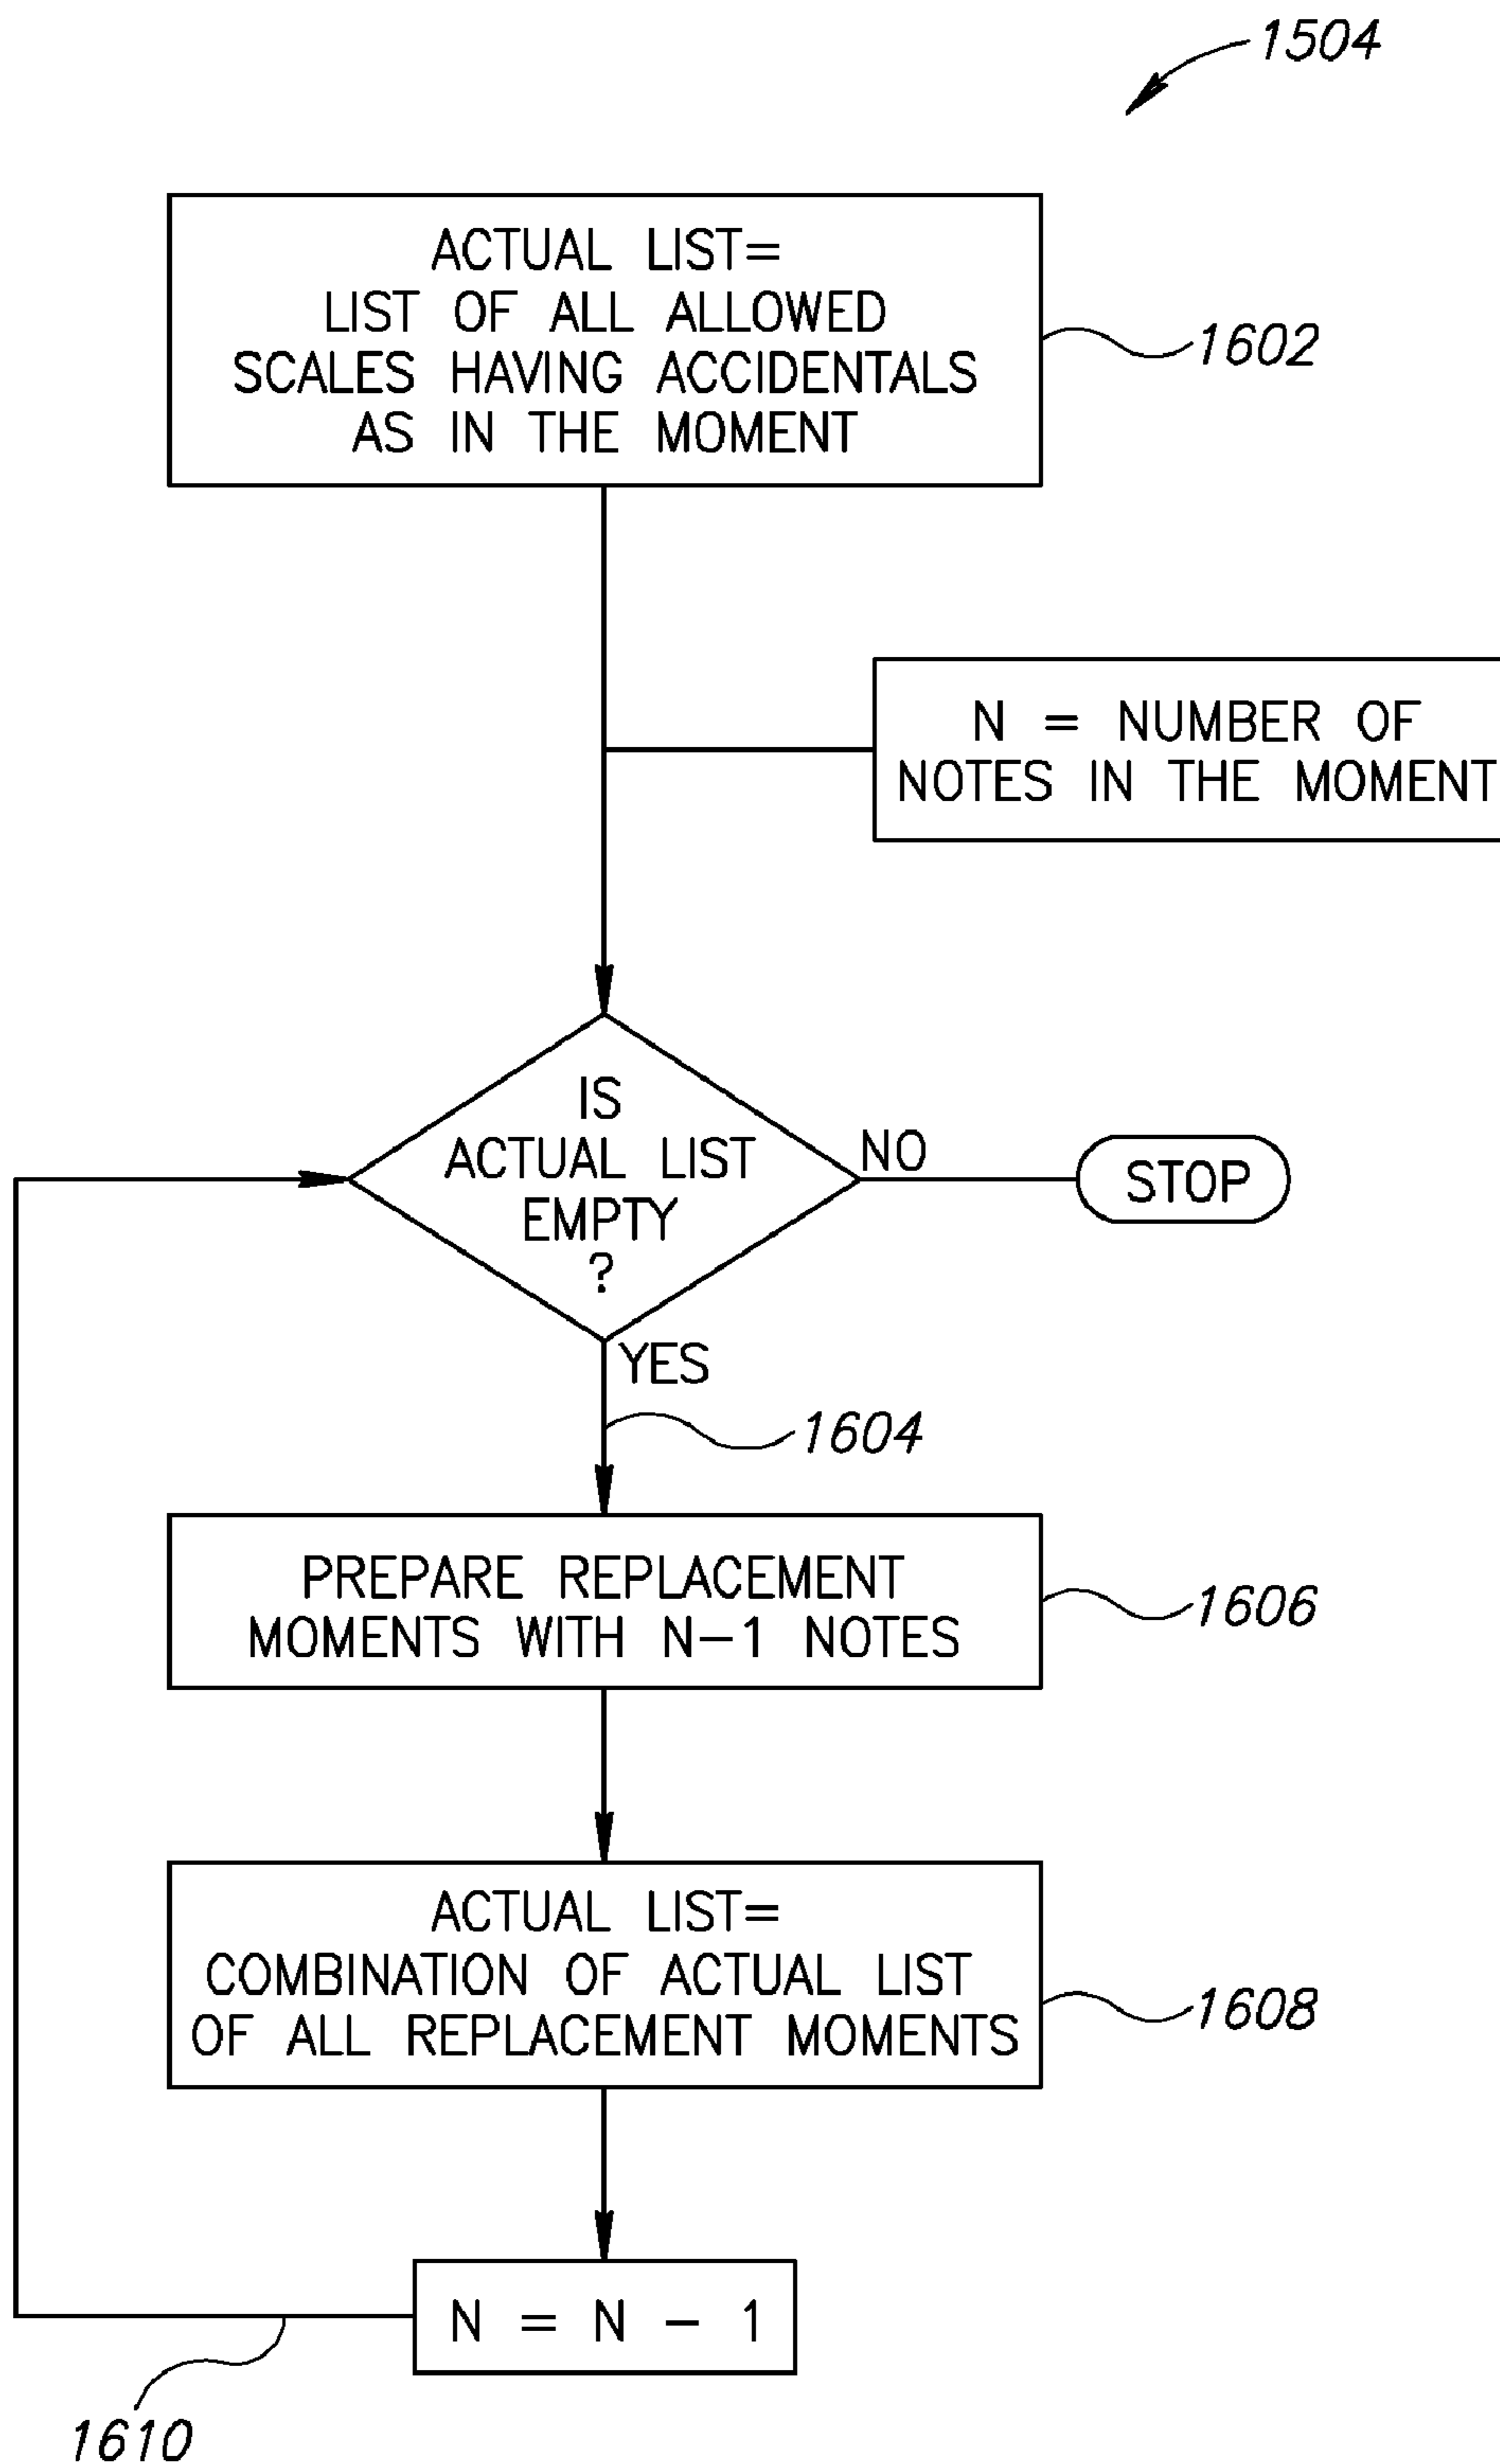 1504
ACTUAL LIST=
LIST OF ALL ALLOWED
SCALES HAVING ACCIDENTALS
AS IN THE MOMENT
1602
N = NUMBER OF
NOTES IN THE MOMENT
IS
ACTUAL LIST
EMPTY
?
NO
STOP
YES
1604
PREPARE REPLACEMENT
MOMENTS WITH N-1 NOTES
1606
ACTUAL LIST=
COMBINATION OF ACTUAL LIST
OF ALL REPLACEMENT MOMENTS
1608
N = N - 1
1610